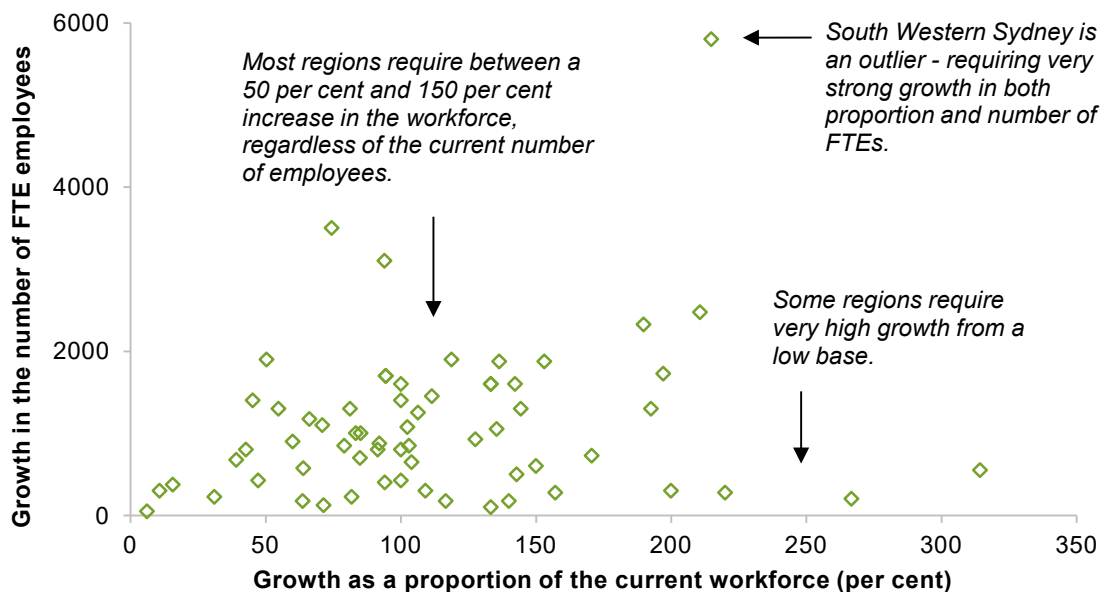 6000
4000
2000
0
Growth in the number of FTE employees
Most regions require between a
50 per cent and 150 per cent
increase in the workforce,
regardless of the current number
of employees.
South Western Sydney is
an outlier - requiring very
strong growth in both
proportion and number of
FTEs.
Some regions require
very high growth from a
low base.
0 50 100 150 200 250 300 350
Growth as a proportion of the current workforce (per cent)